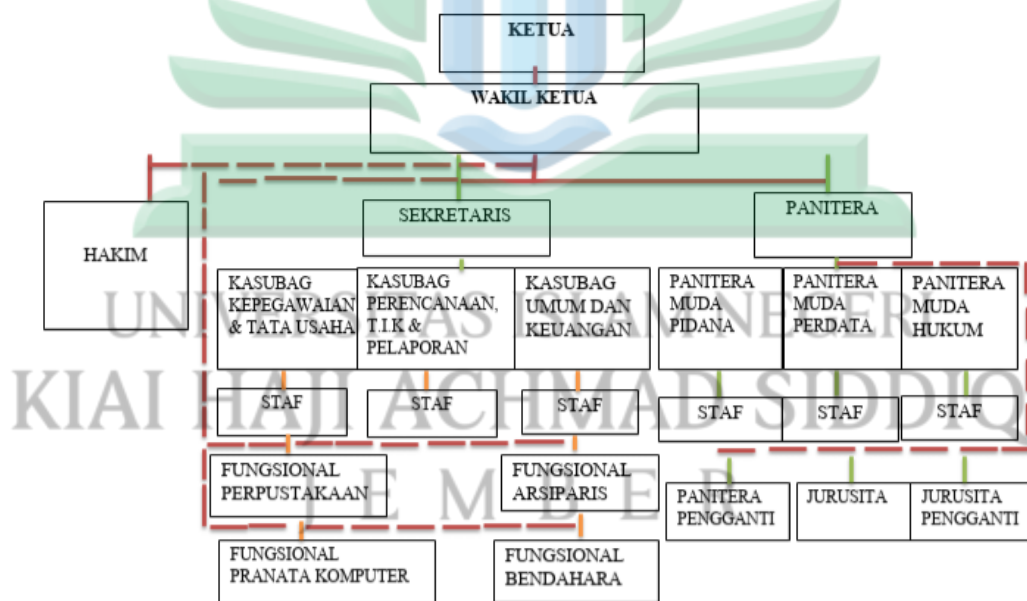 KETUA
WAKIL KETUA
HAKIM
SEKRETARIS
PANITERA
KASUBAG
KEPEGAWAIAN
& TATA USAHA
KASUBAG
PERENCANAAN,
T.I.K &
PELAPORAN
KASUBAG
UMUM DAN
KEUANGAN
PANITERA
MUDA
PIDANA
PANITERA
MUDA
PERDATA
PANITERA
MUDA
HUKUM
UNIVERSITAS ISLAM NEGERI
KIAI HAJI ACHMAD SIDDIQ
STAF
STAF
STAF
STAF
STAF
STAF
FUNGSIONAL
PERPUSTAKAAN
FUNGSIONAL
ARSIPARIS
PANITERA
PENGGANTI
JURUSITA
JURUSITA
PENGGANTI
J E M B E R
FUNGSIONAL
PRANATA KOMPUTER
FUNGSIONAL
BENDAHARA